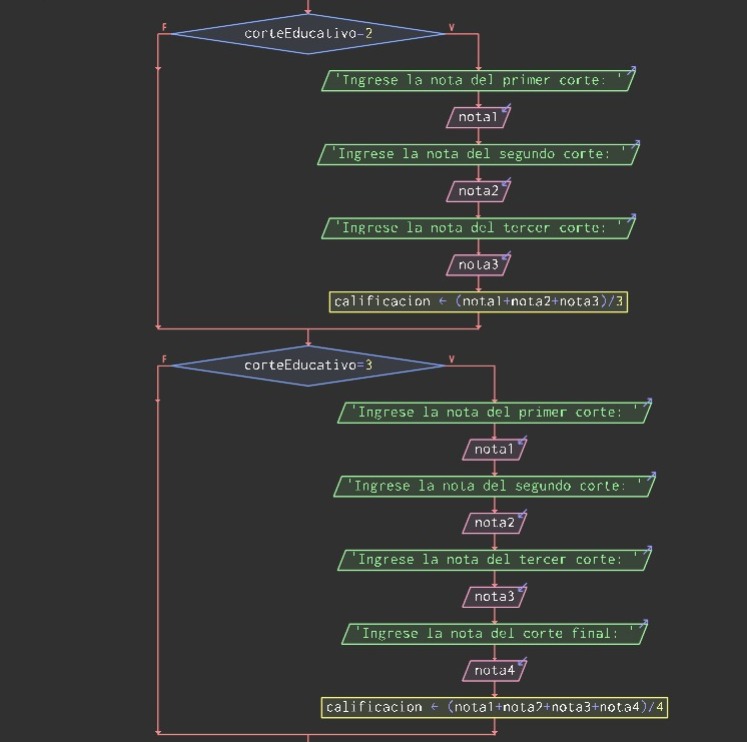 corteEducativo=2
F
V
'Ingrese la nota del primer corte: '
nota1
'Ingrese la nota del segundo corte: '
nota2
'Ingrese la nota del tercer corte: '
nota3
calificacion ← (nota1+nota2+nota3)/3
corteEducativo=3
F
V
'Ingrese la nota del primer corte: '
nota1
'Ingrese la nota del segundo corte: '
nota2
'Ingrese la nota del tercer corte: '
nota3
'Ingrese la nota del corte final: '
nota4
calificacion ← (nota1+nota2+nota3+nota4)/4